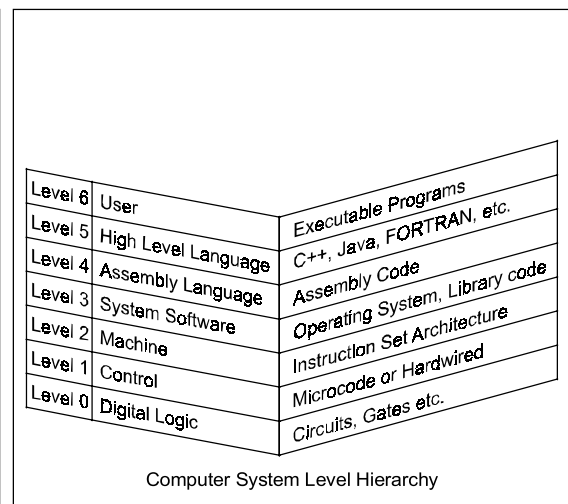 Level 6 User Executable Programs
Level 5 High Level Language C++, Java, FORTRAN, etc.
Level 4 Assembly Language Assembly Code
Level 3 System Software Operating System, Library code
Level 2 Machine Instruction Set Architecture
Level 1 Control Microcode or Hardwired
Level 0 Digital Logic Circuits, Gates etc.
Computer System Level Hierarchy